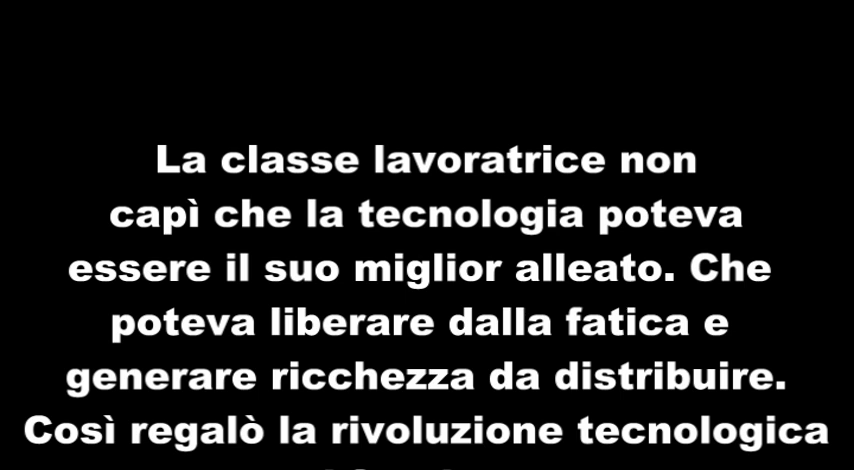 La classe lavoratrice non
capì che la tecnologia poteva
essere il suo miglior alleato. Che
poteva liberare dalla fatica e
generare ricchezza da distribuire.
Così regalò la rivoluzione tecnologica